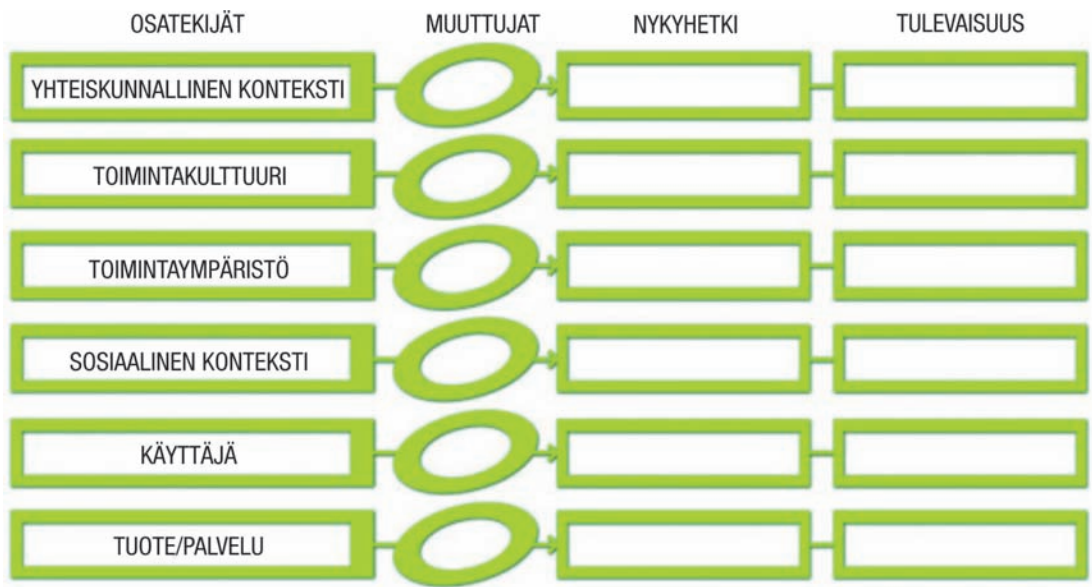 OSATEKIJÄT MUUTTUJAT NYKYHETKI TULEVAISUUS
YHTEISKUNNALLINEN KONTEKSTI
TOIMINTAKULTTUURI
TOIMINTAYMPÄRISTÖ
SOSIAALINEN KONTEKSTI
KÄYTTÄJÄ
TUOTE/PALVELU